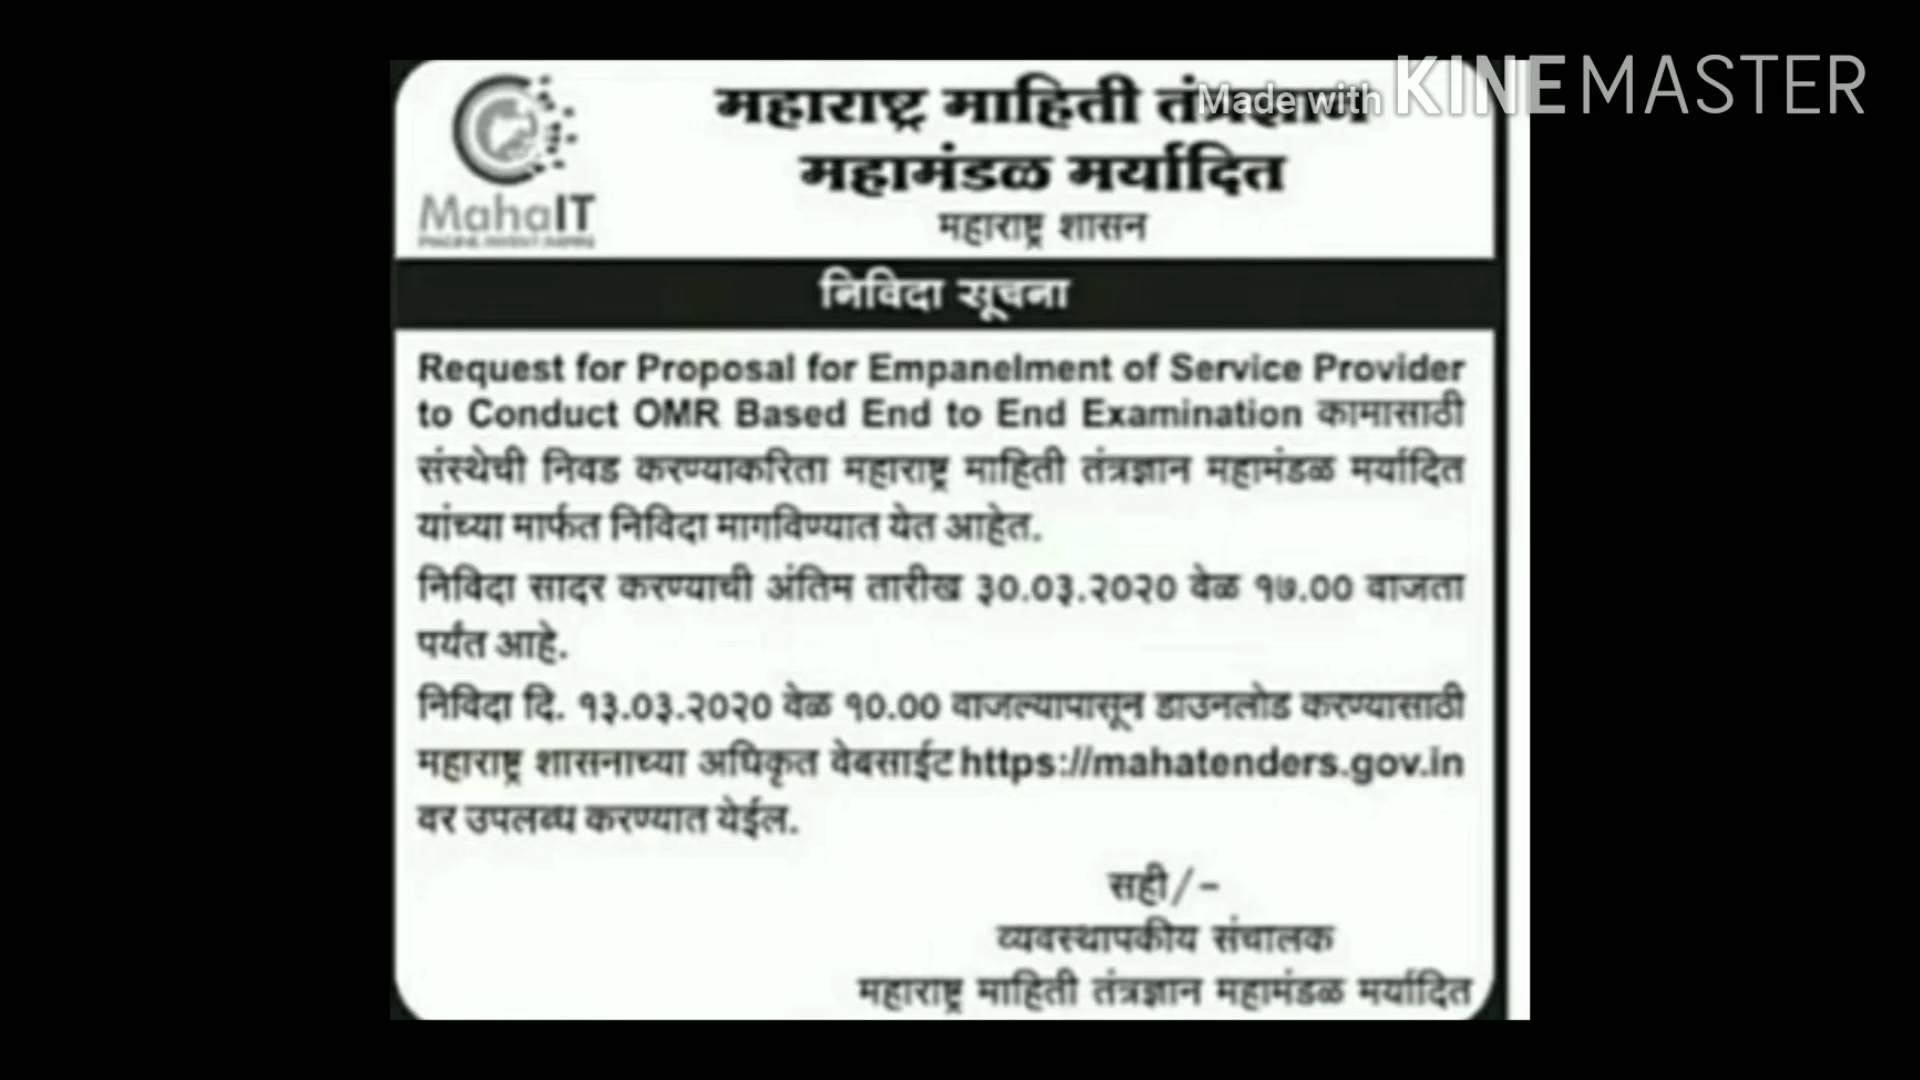 Made with KINEMASTER
महाराष्ट्र माहिती तंत्रज्ञान
महामंडळ मर्यादित
महाराष्ट्र शासन
MahaIT
निविदा सूचना
Request for Proposal for Empanelment of Service Provider
to Conduct OMR Based End to End Examination कामासाठी
संस्थेची निवड करण्याकरिता महाराष्ट्र माहिती तंत्रज्ञान महामंडळ मर्यादित
यांच्या मार्फत निविदा मागविण्यात येत आहेत.
निविदा सादर करण्याची अंतिम तारीख ३०.०३.२०२० वेळ १७.०० वाजता
पर्यंत आहे.
निविदा दि. १३.०३.२०२० वेळ १०.०० वाजल्यापासून डाउनलोड करण्यासाठी
महाराष्ट्र शासनाच्या अधिकृत वेबसाईट https://mahatenders.gov.in
वर उपलब्ध करण्यात येईल.
सही/-
व्यवस्थापकीय संचालक
महाराष्ट्र माहिती तंत्रज्ञान महामंडळ मर्यादित